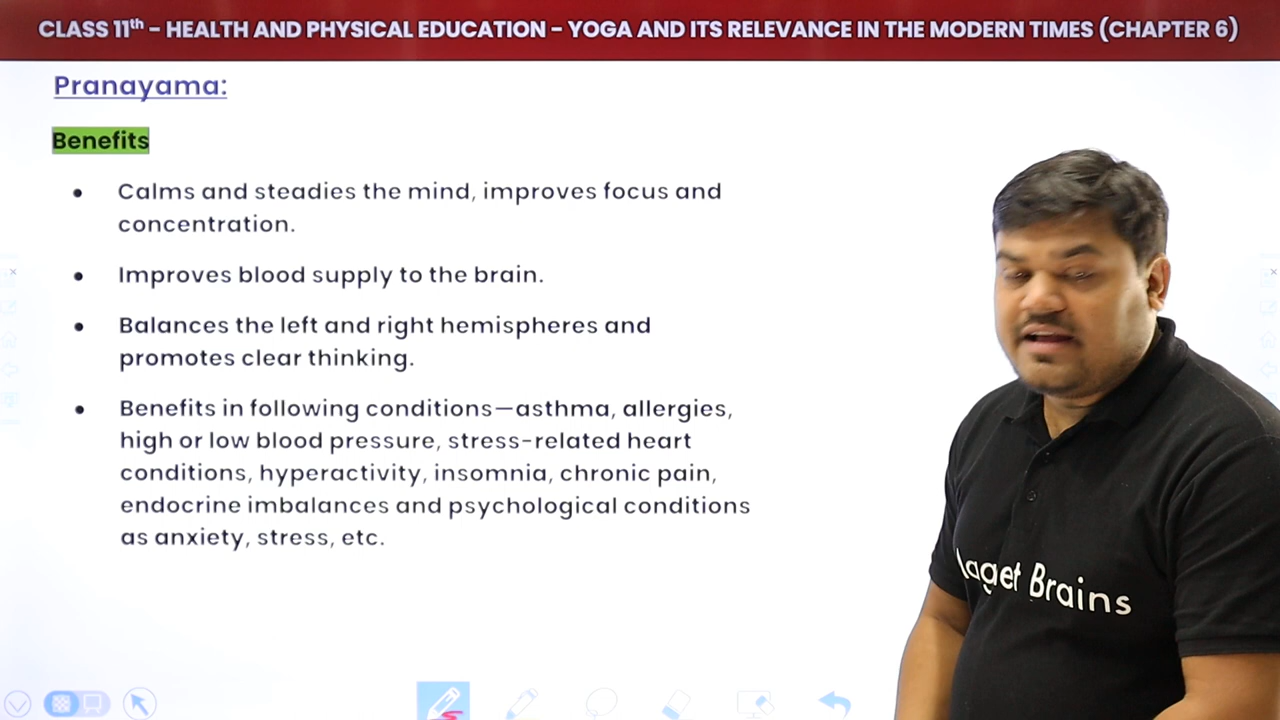 CLASS 11th – HEALTH AND PHYSICAL EDUCATION – YOGA AND ITS RELEVANCE IN THE MODERN TIMES (CHAPTER 6)
Pranayama:
Benefits
• Calms and steadies the mind, improves focus and
concentration.
• Improves blood supply to the brain.
• Balances the left and right hemispheres and
promotes clear thinking.
• Benefits in following conditions—asthma, allergies,
high or low blood pressure, stress-related heart
conditions, hyperactivity, insomnia, chronic pain,
endocrine imbalances and psychological conditions
as anxiety, stress, etc.
Brains